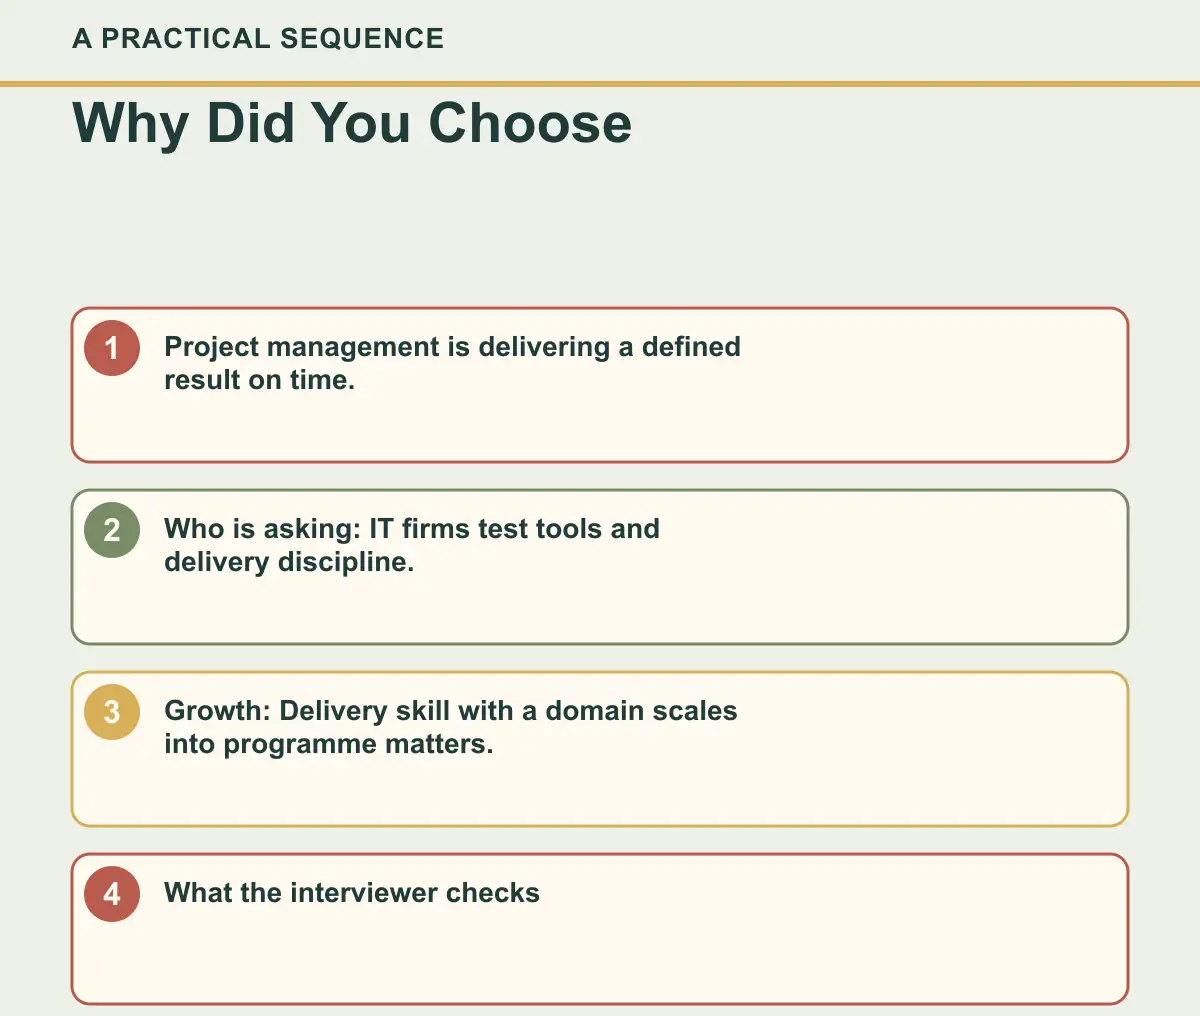 A PRACTICAL SEQUENCE
Why Did You Choose
1
Project management is delivering a defined
result on time.
2
Who is asking: IT firms test tools and
delivery discipline.
3
Growth: Delivery skill with a domain scales
into programme matters.
4
What the interviewer checks